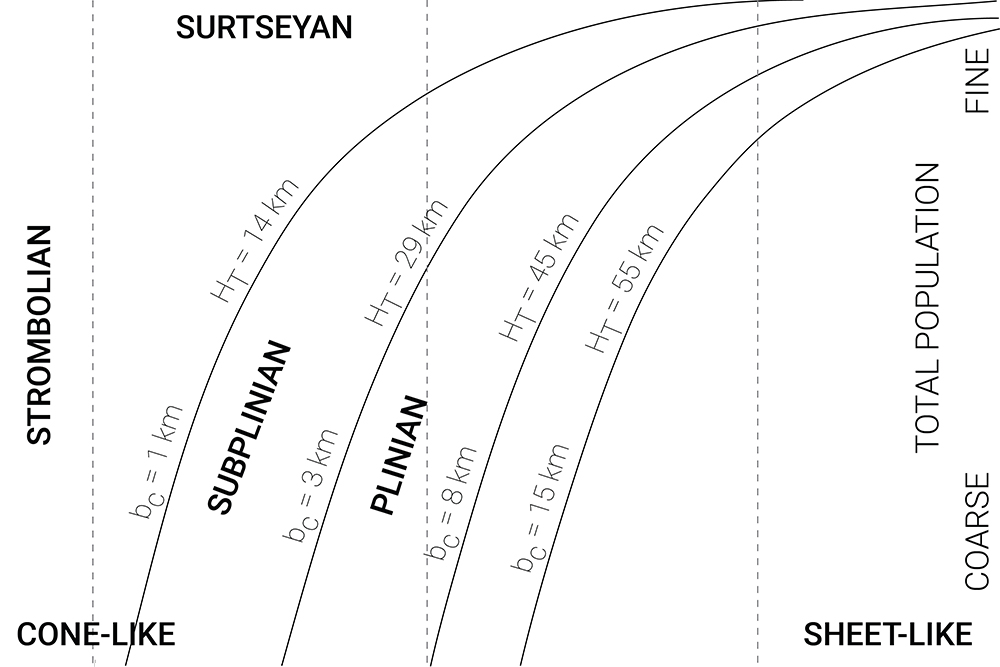 SURTSEYAN
FINE
H_T = 14 km
H_T = 29 km
H_T = 45 km
H_T = 55 km
TOTAL POPULATION
STROMBOLIAN
SUBPLINIAN
PLINIAN
b_c = 1 km
b_c = 3 km
b_c = 8 km
b_c = 15 km
COARSE
CONE-LIKE
SHEET-LIKE